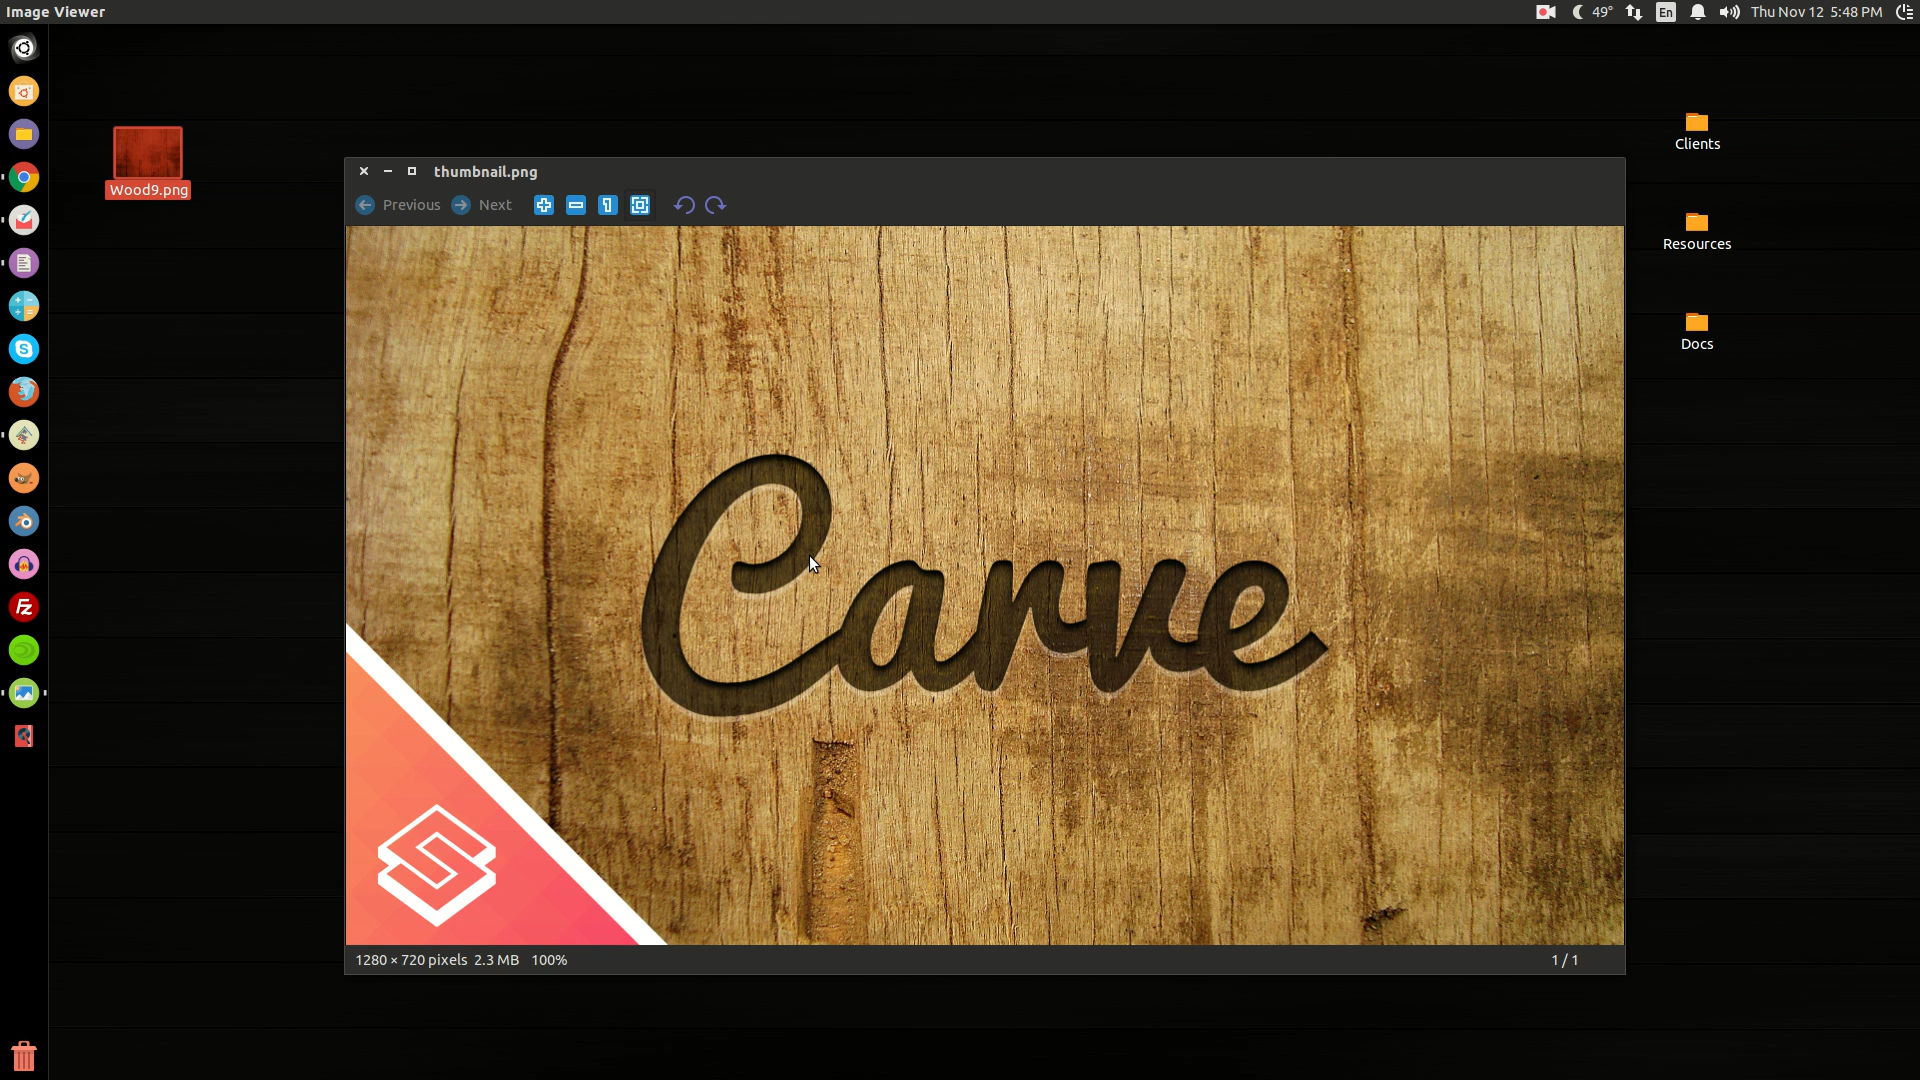 Image Viewer
49° En Thu Nov 12 5:48 PM
Wood9.png
Clients
Resources
Docs
thumbnail.png
Previous Next
Carve
1280 × 720 pixels 2.3 MB 100% 1 / 1